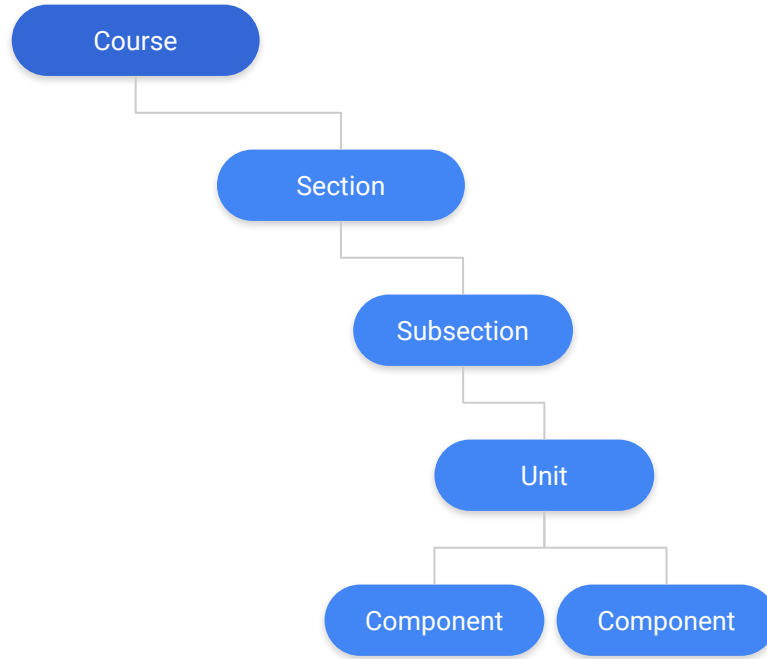 Course
Section
Subsection
Unit
Component
Component